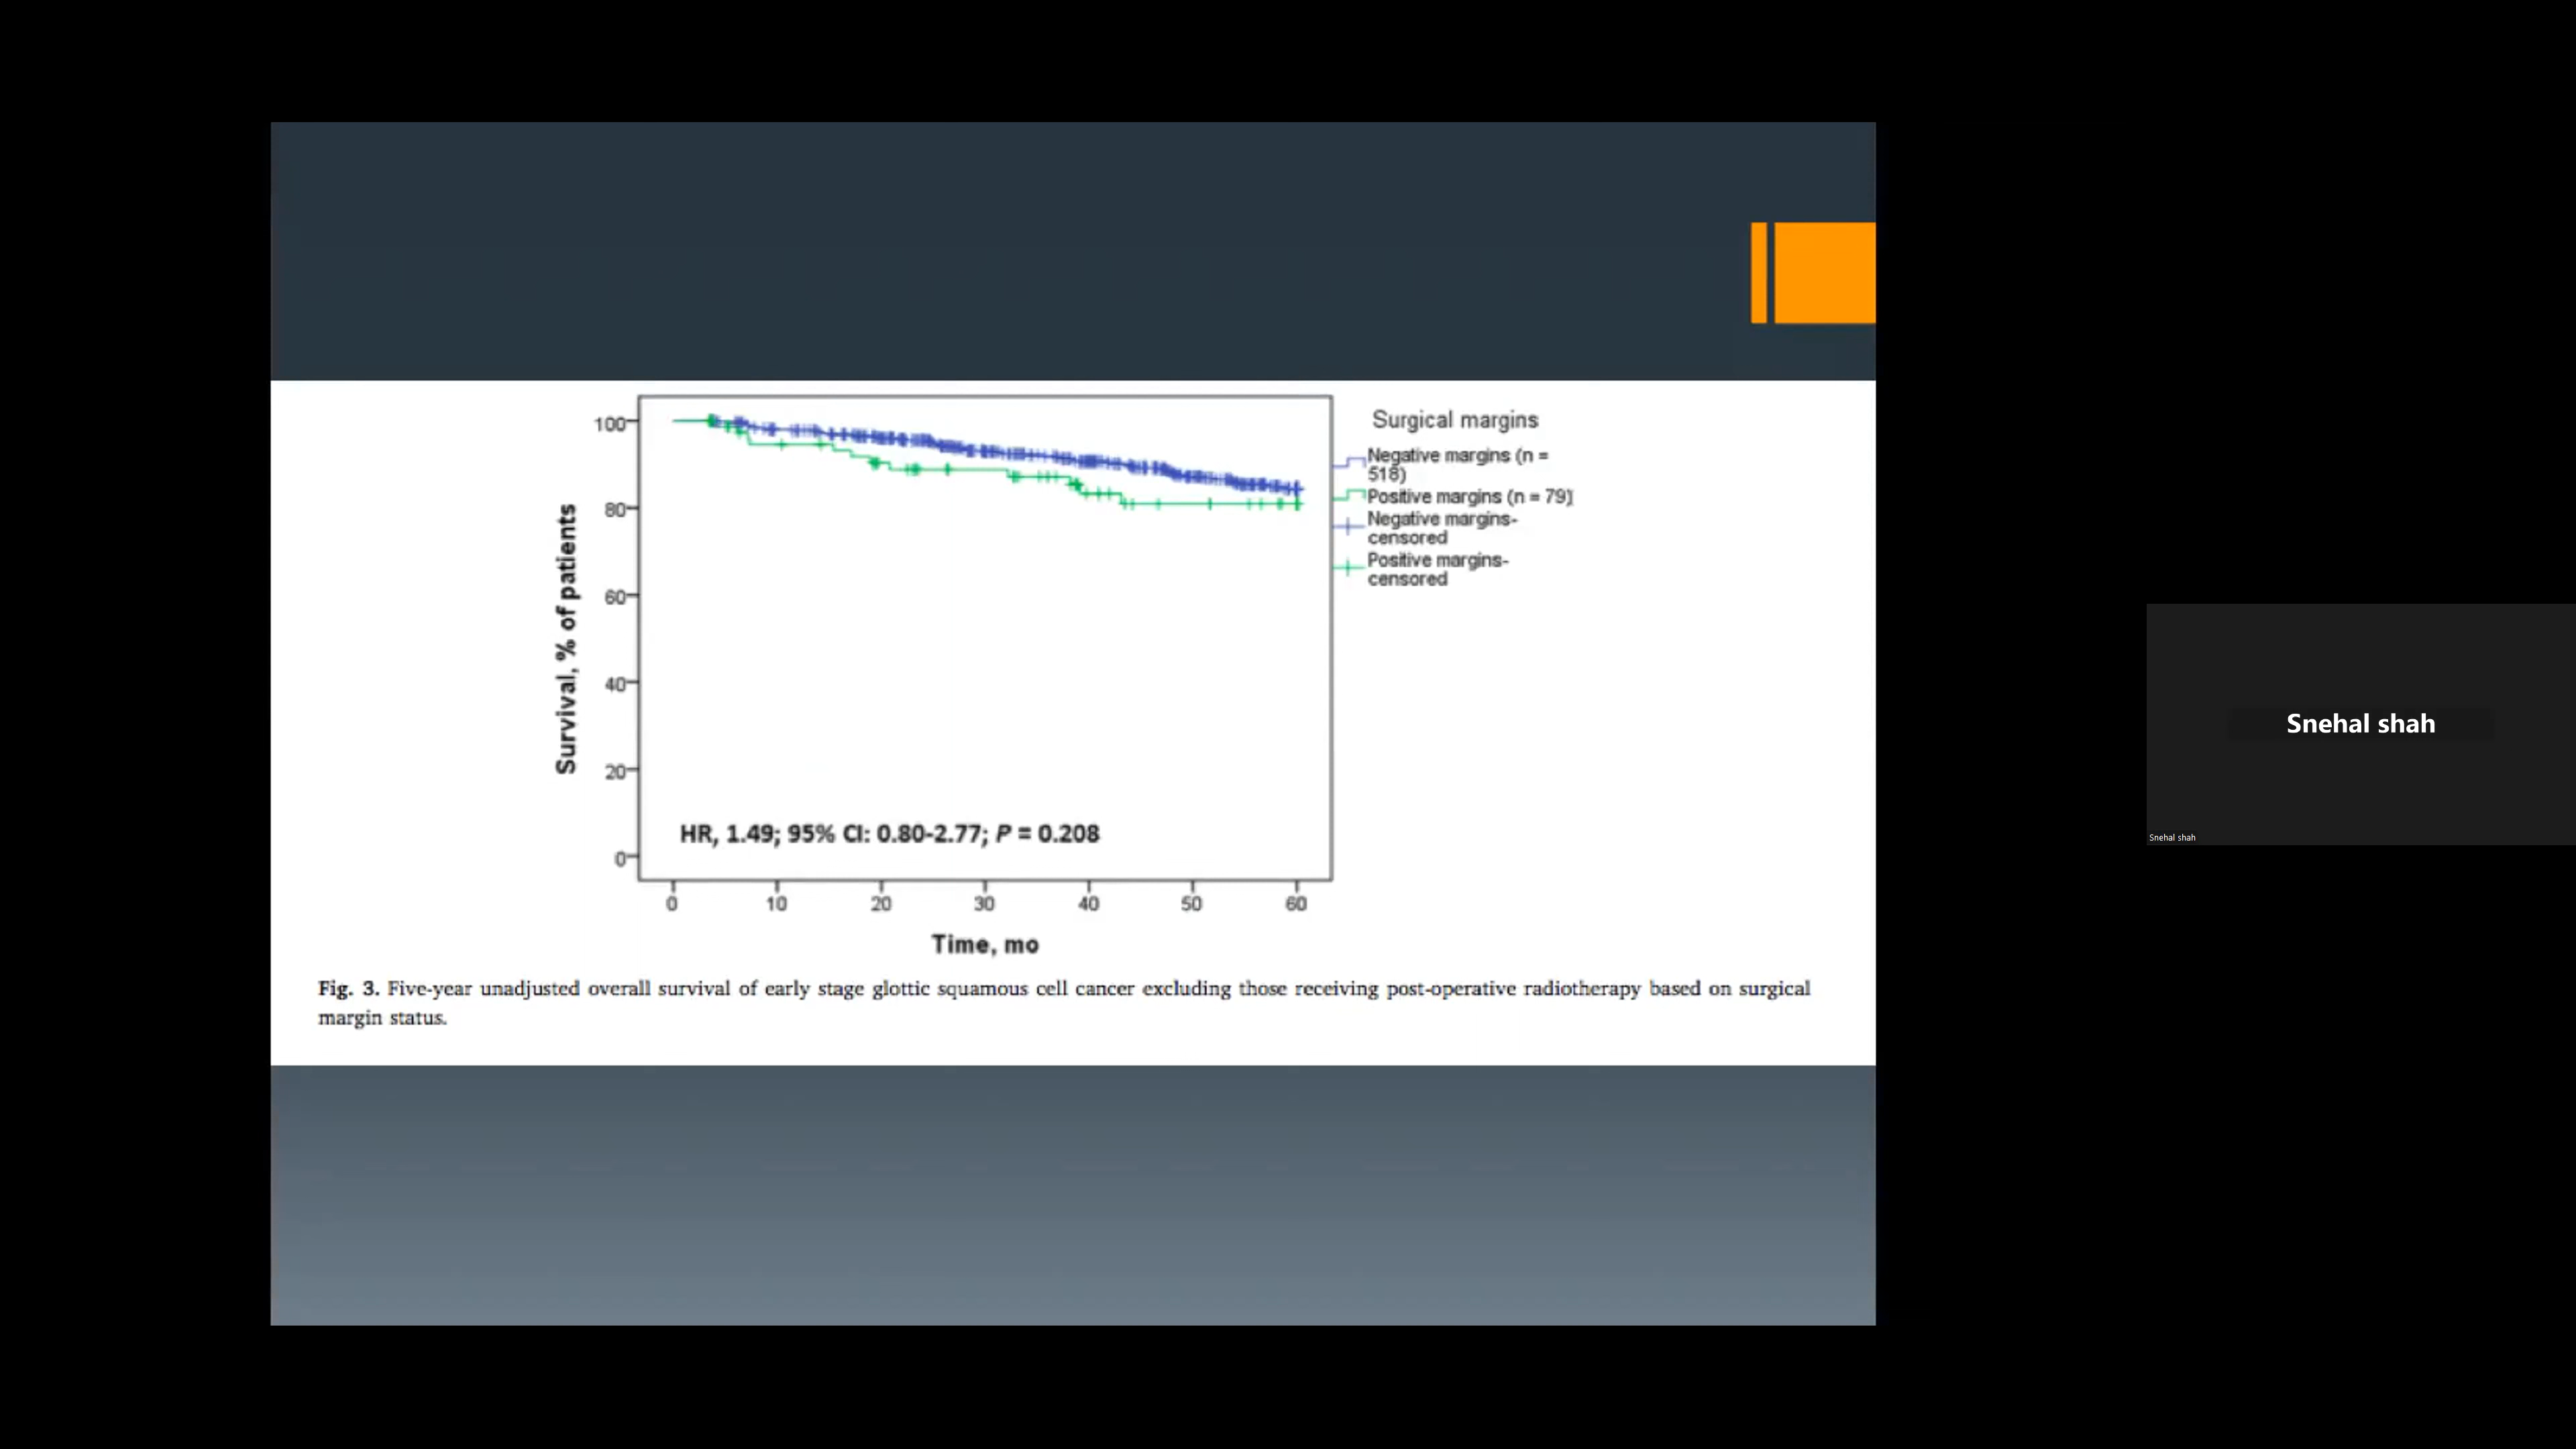 100
80
60
40
20
0
Survival, % of patients
HR, 1.49; 95% CI: 0.80-2.77; P = 0.208
0 10 20 30 40 50 60
Time, mo
Surgical margins
Negative margins (n =
518)
Positive margins (n = 79)
Negative margins-
censored
Positive margins-
censored
Fig. 3. Five-year unadjusted overall survival of early stage glottic squamous cell cancer excluding those receiving post-operative radiotherapy based on surgical
margin status.
Snehal shah
Snehal shah